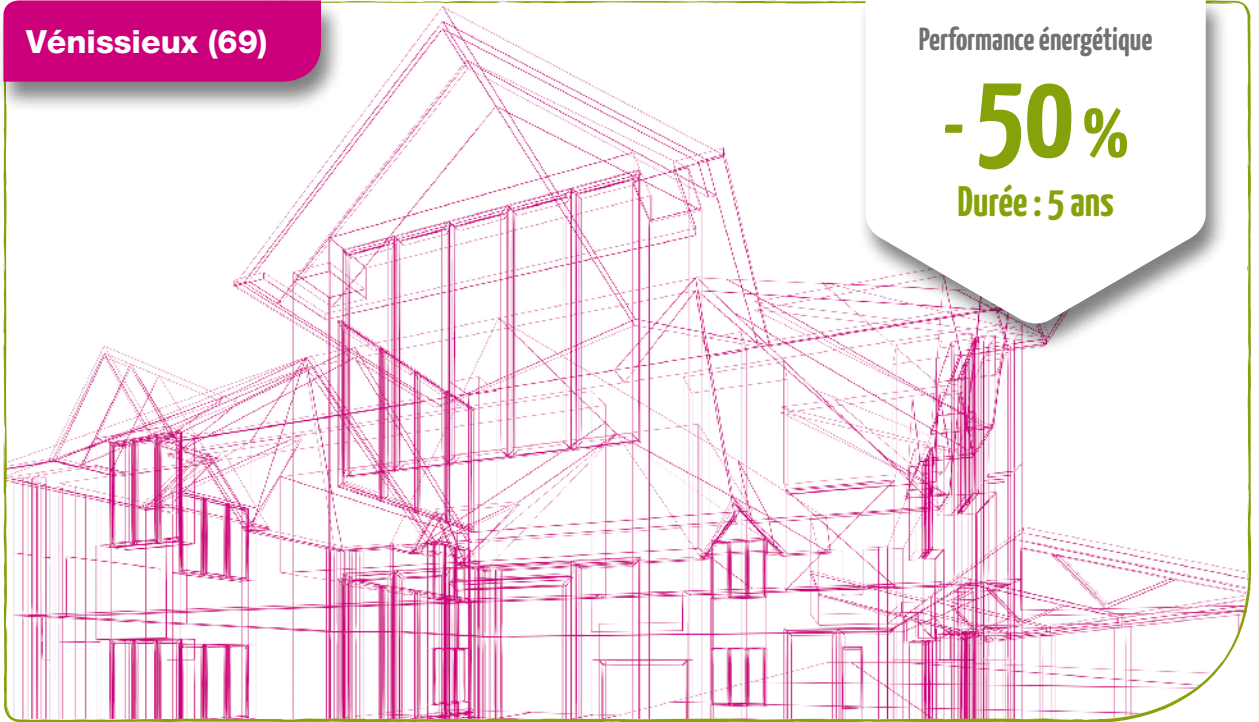 Vénissieux (69)
Performance énergétique
- 50 %
Durée : 5 ans